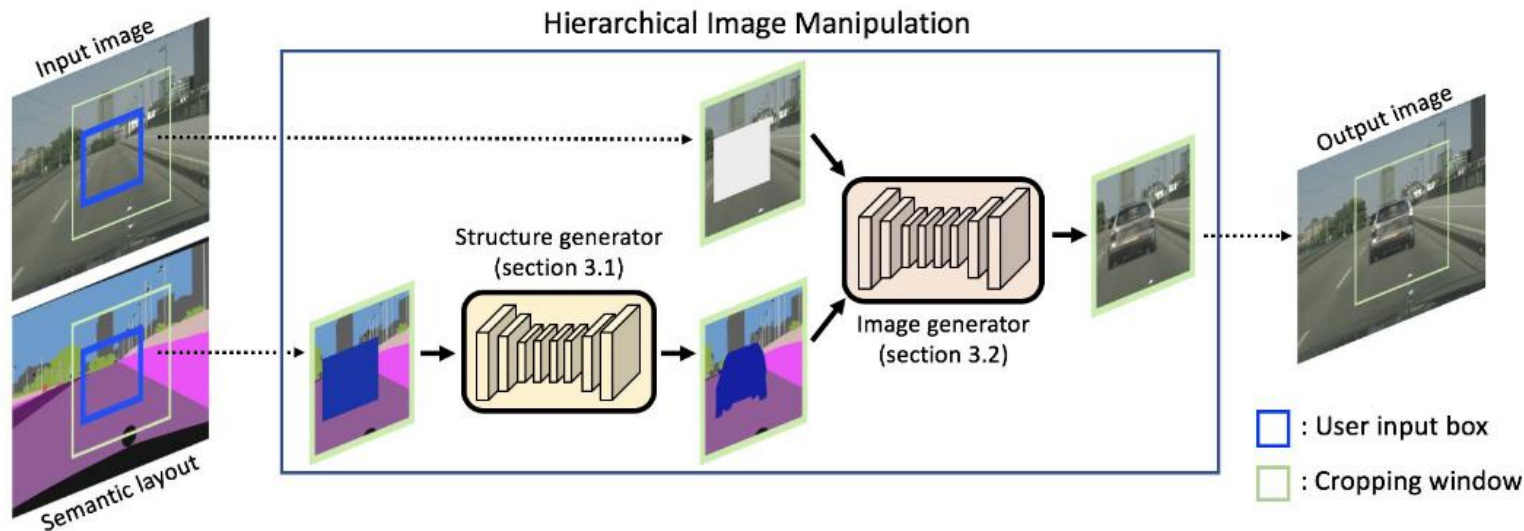 Hierarchical Image Manipulation
Input image
Output image
Structure generator
(section 3.1)
Image generator
(section 3.2)
Semantic layout
: User input box
: Cropping window